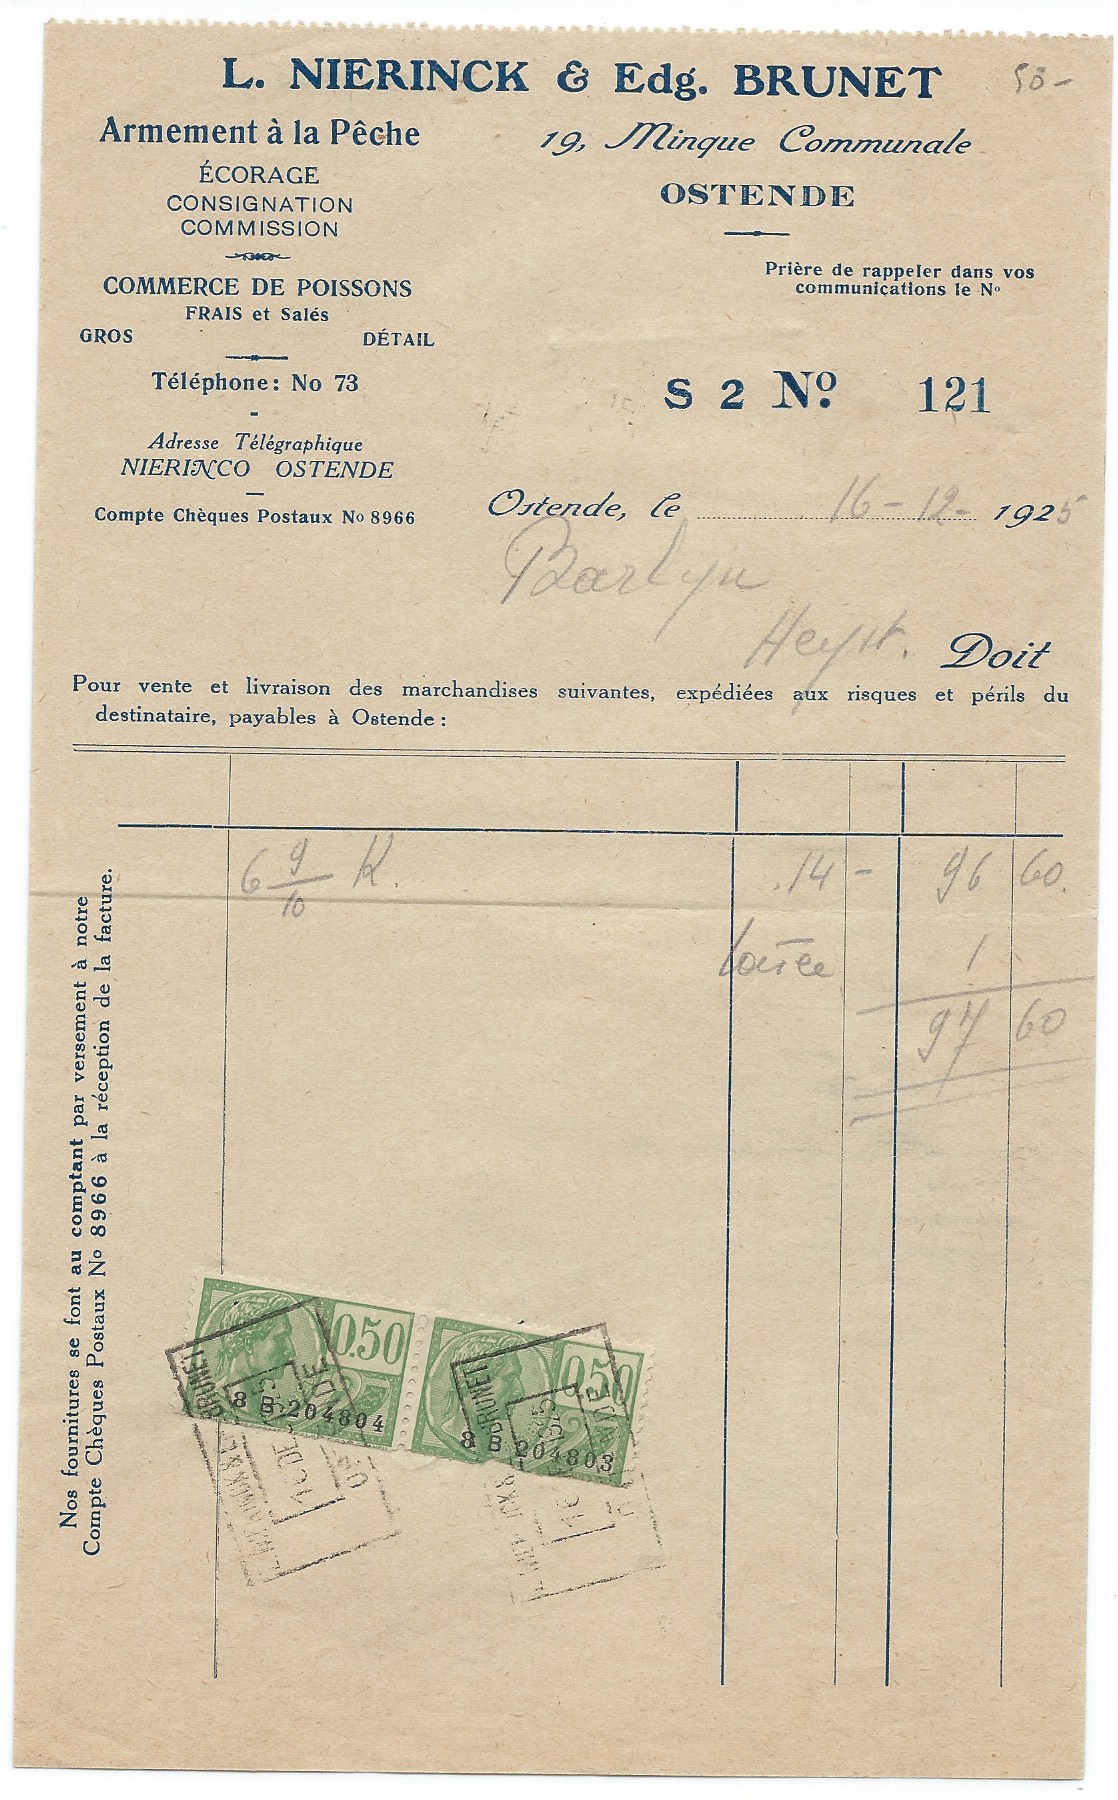 L. NIERINCK & Edg. BRUNET
50-
Armement à la Pêche
ÉCORAGE
CONSIGNATION
COMMISSION
COMMERCE DE POISSONS
FRAIS et Salés
GROS DÉTAIL
Téléphone: No 73
Adresse Télégraphique
NIERINCO OSTENDE
Compte Chèques Postaux No 8966
19, Minque Communale
OSTENDE
Prière de rappeler dans vos
communications le No
S 2 No. 121
Ostende, le 16-12- 1925
Barlyn
Heyst. Doit
Pour vente et livraison des marchandises suivantes, expédiées aux risques et périls du
destinataire, payables à Ostende :
6 9/10 K. 14 - 96 60.
taxe 1
97 60
Nos fournitures se font au comptant par versement à notre
Compte Chèques Postaux No 8966 à la réception de la facture.
0.50
8 B 204804
0.50
8 B 204803
BRUNET
BRUNET